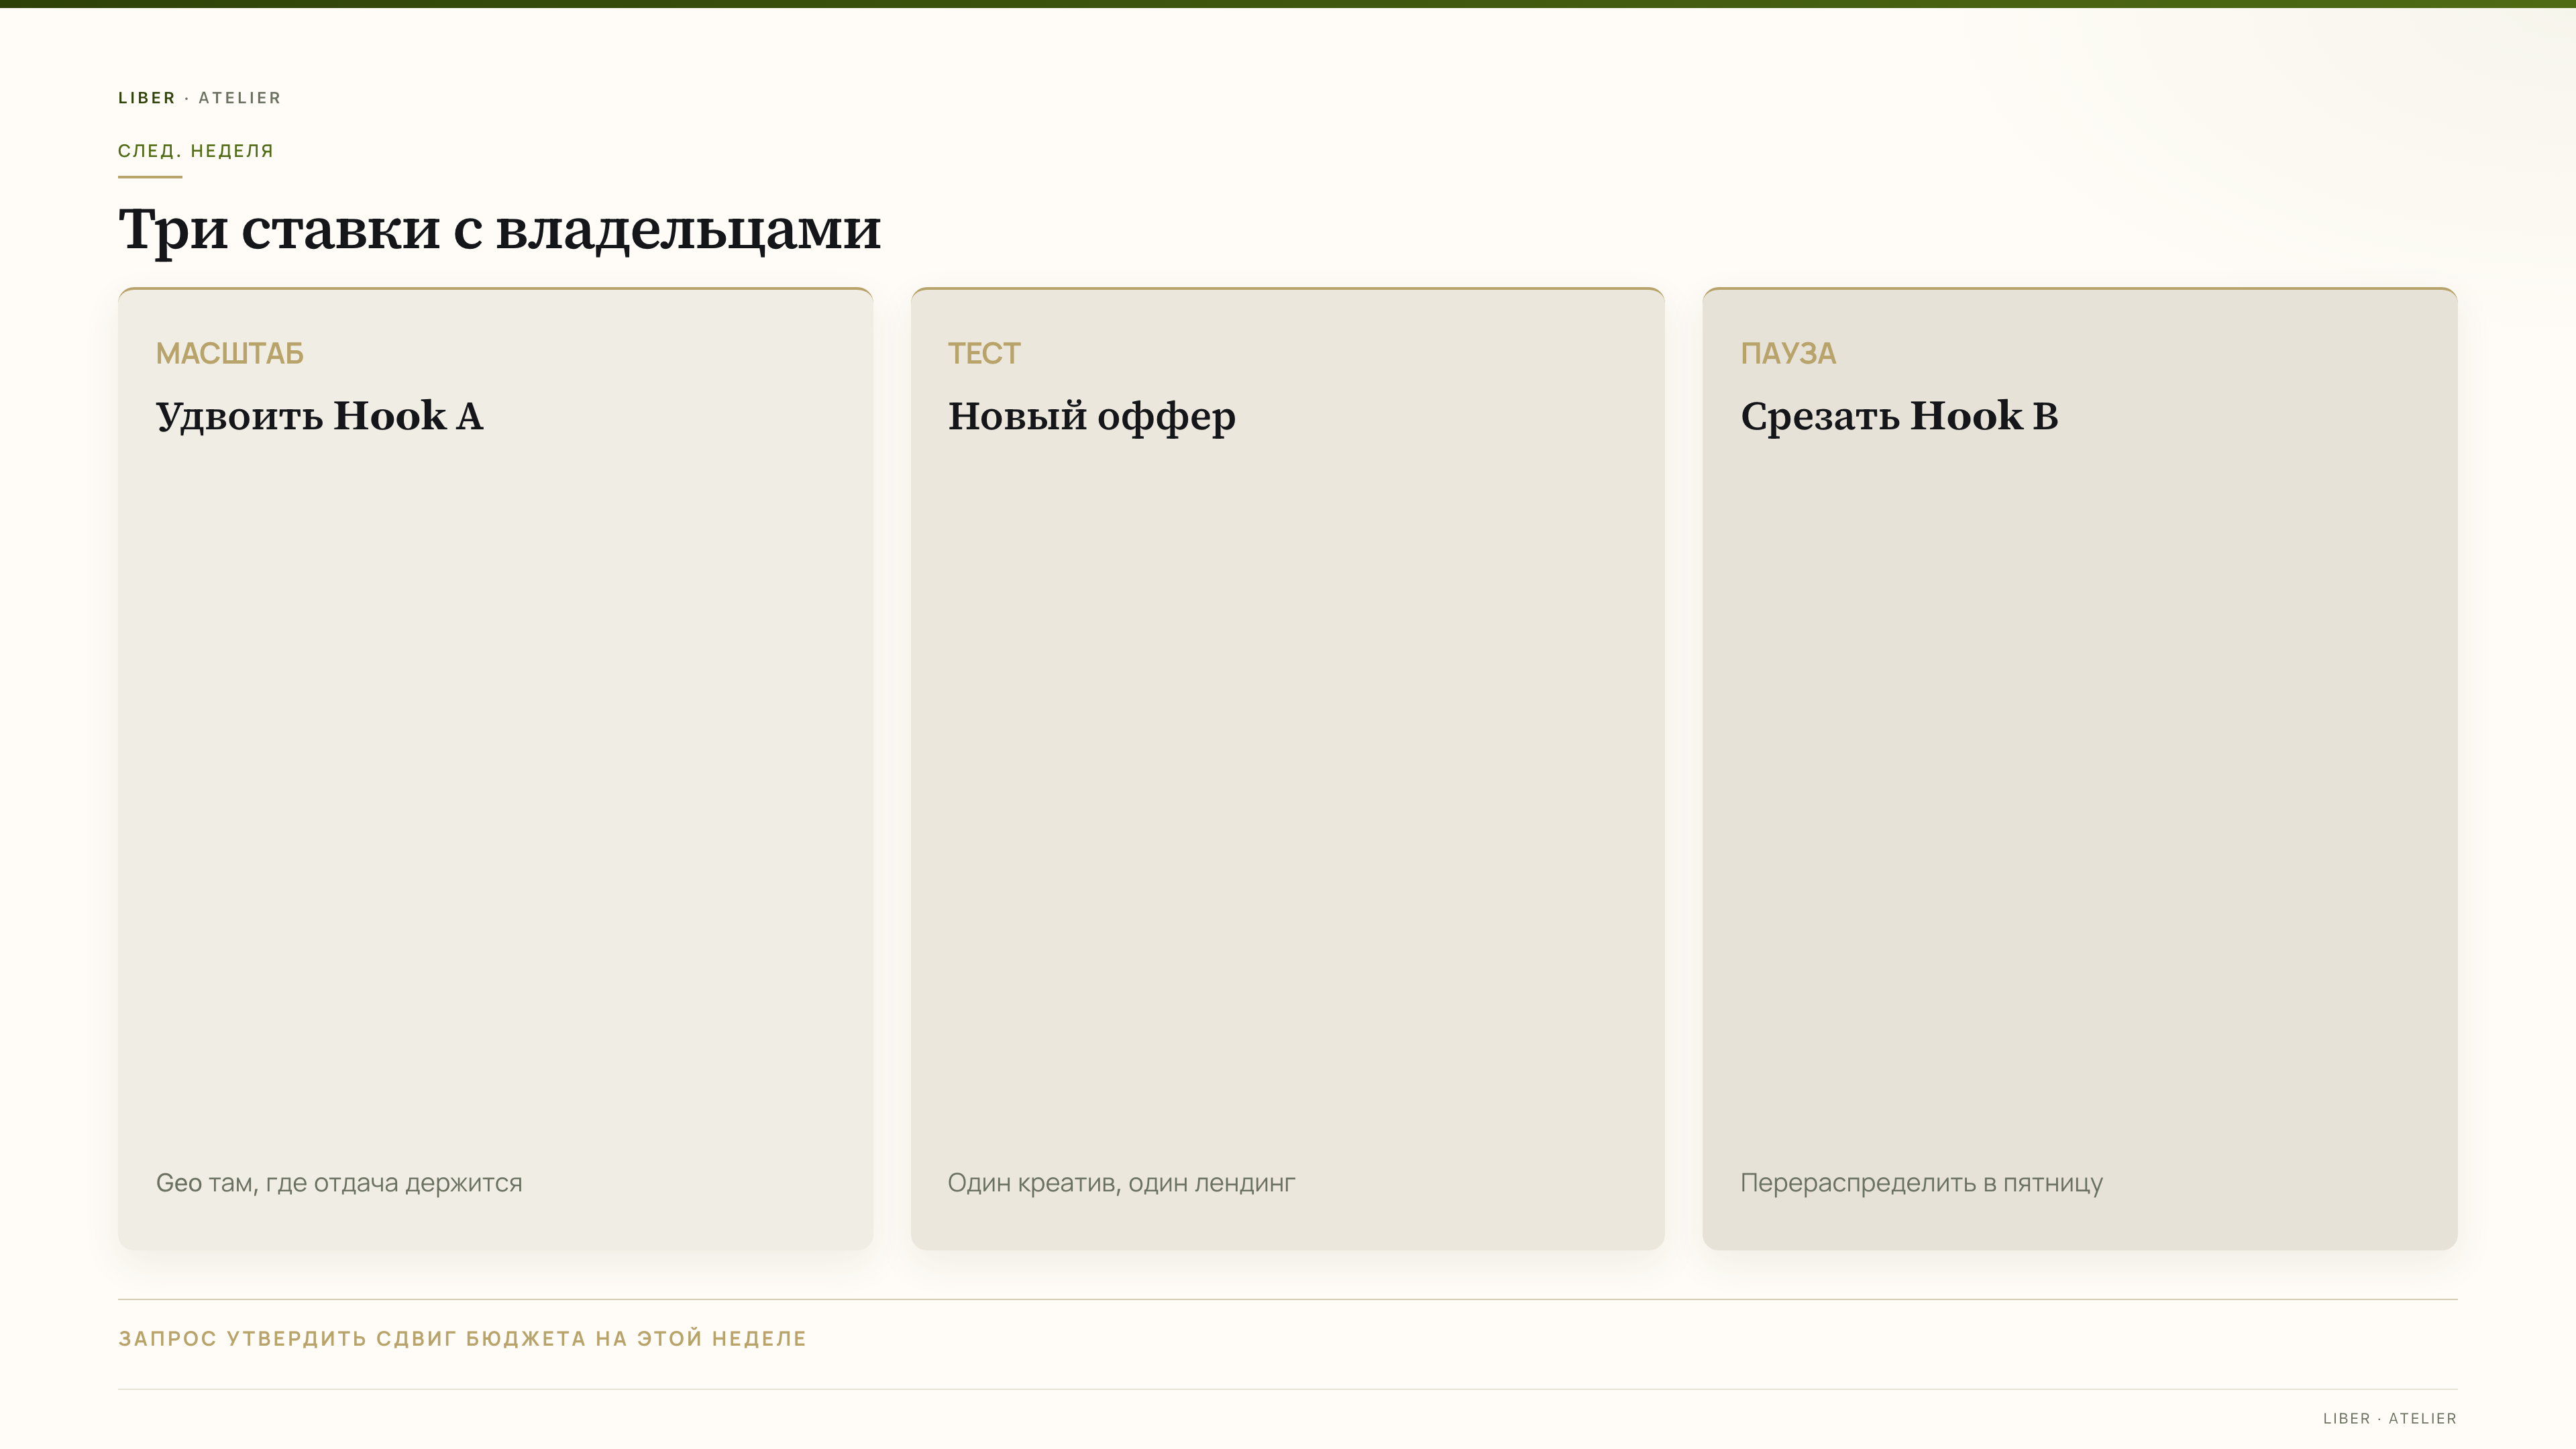 LIBER · ATELIER
СЛЕД. НЕДЕЛЯ
Три ставки с владельцами
МАСШТАБ
Удвоить Hook A
Geo там, где отдача держится
ТЕСТ
Новый оффер
Один креатив, один лендинг
ПАУЗА
Срезать Hook B
Перераспределить в пятницу
ЗАПРОС УТВЕРДИТЬ СДВИГ БЮДЖЕТА НА ЭТОЙ НЕДЕЛЕ
LIBER · ATELIER